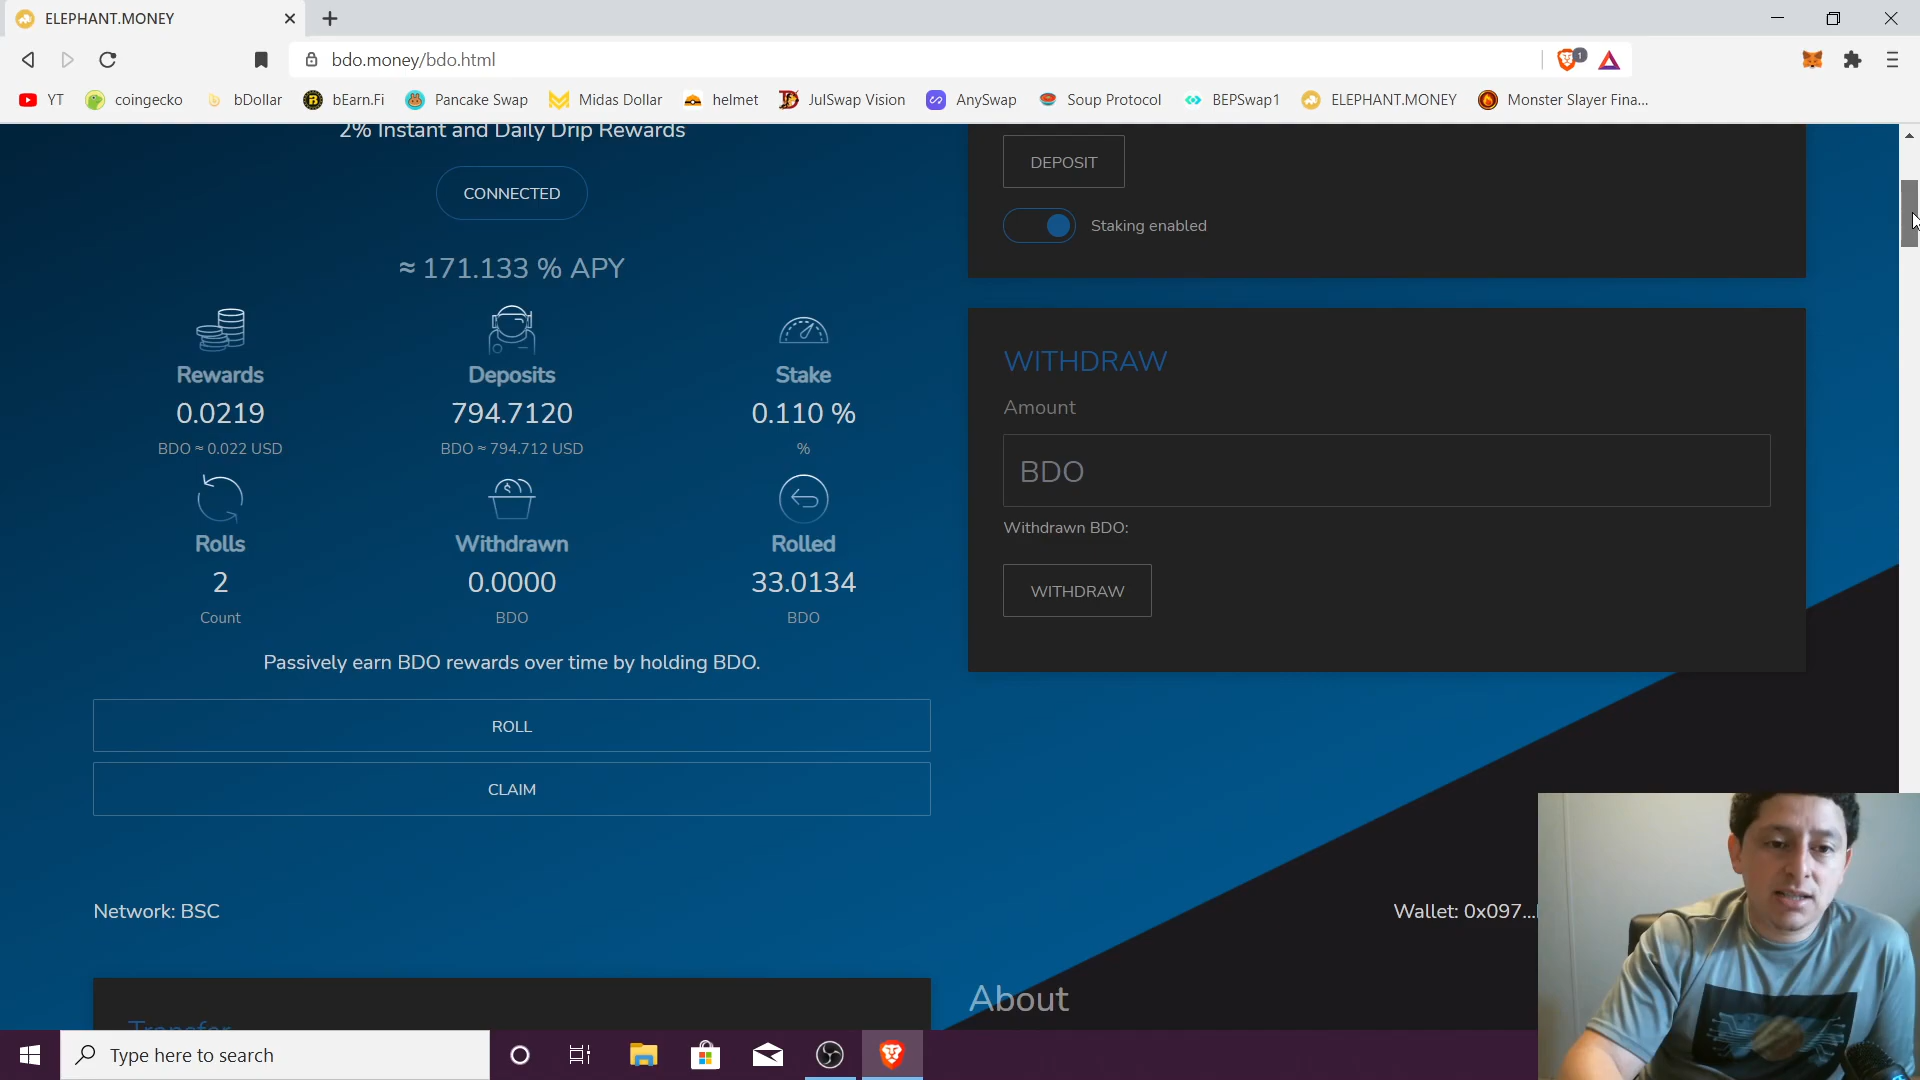 ELEPHANT.MONEY
bdo.money/bdo.html
1
YT
coingecko
bDollar
bEarn.Fi
Pancake Swap
Midas Dollar
helmet
JulSwap Vision
AnySwap
Soup Protocol
BEPSwap1
ELEPHANT.MONEY
Monster Slayer Fina...
2% Instant and Daily Drip Rewards
CONNECTED
≈ 171.133 % APY
Rewards
0.0219
BDO ≈ 0.022 USD
Deposits
794.7120
BDO ≈ 794.712 USD
Stake
0.110 %
%
Rolls
2
Count
Withdrawn
0.0000
BDO
Rolled
33.0134
BDO
Passively earn BDO rewards over time by holding BDO.
ROLL
CLAIM
DEPOSIT
Staking enabled
WITHDRAW
Amount
BDO
Withdrawn BDO:
WITHDRAW
Network: BSC
Wallet: 0x097...
Transfer
About
Type here to search